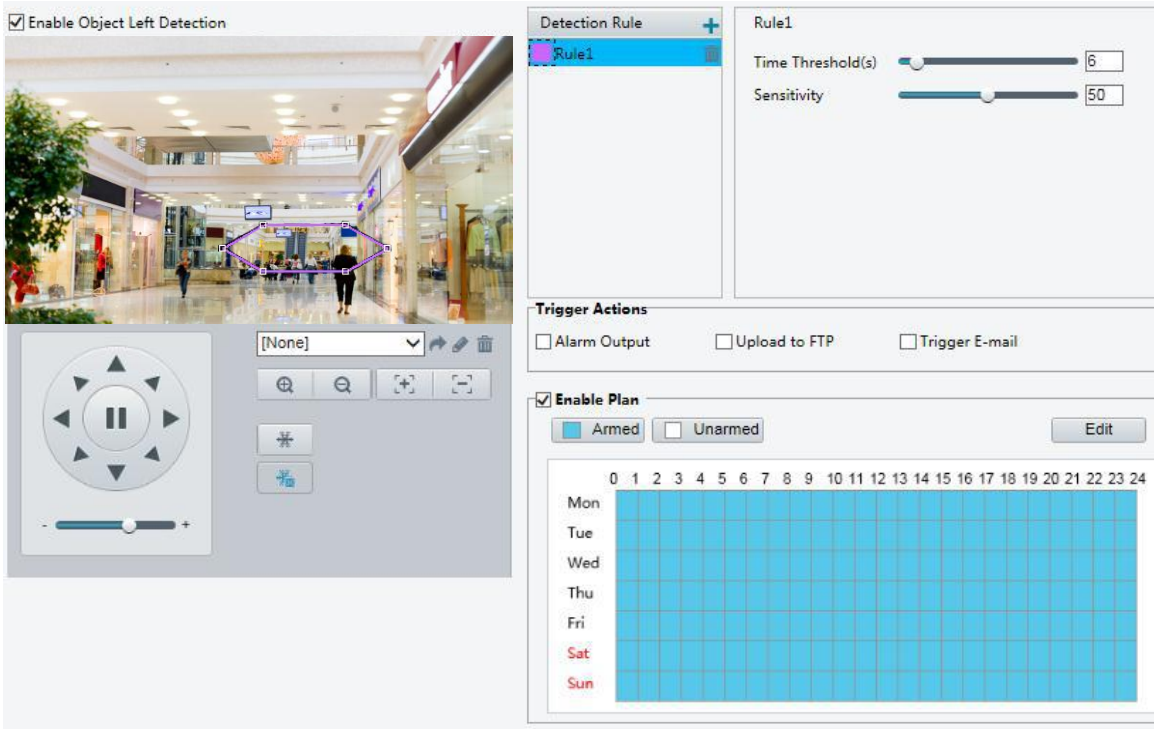 Enable Object Left Detection
Detection Rule +
Rule1
Rule1
Time Threshold(s) 6
Sensitivity 50
[None]
- +
Trigger Actions
Alarm Output Upload to FTP Trigger E-mail
Enable Plan
Armed Unarmed Edit
0 1 2 3 4 5 6 7 8 9 10 11 12 13 14 15 16 17 18 19 20 21 22 23 24
Mon
Tue
Wed
Thu
Fri
Sat
Sun